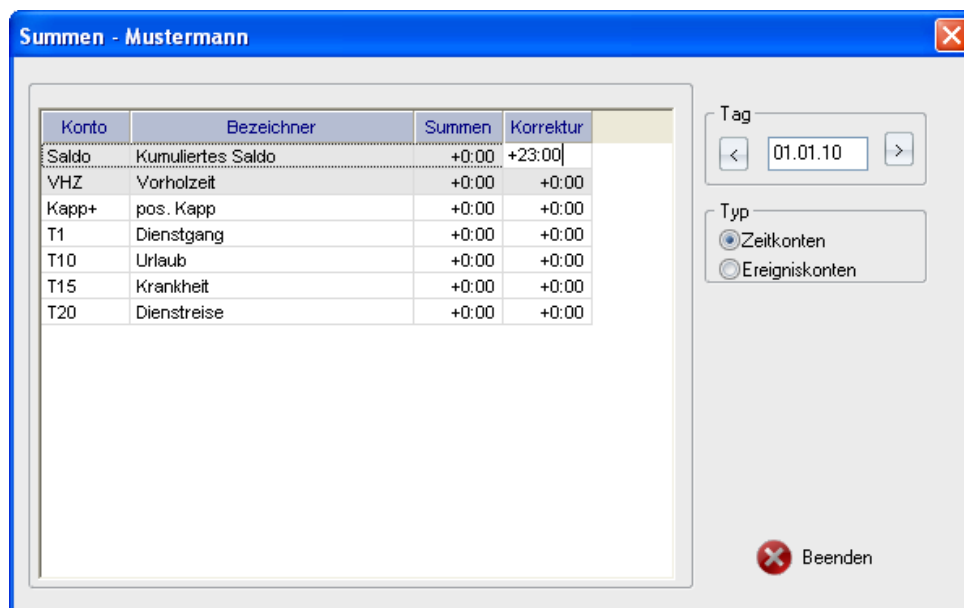 Summen - Mustermann
Konto Bezeichner Summen Korrektur
Saldo Kumuliertes Saldo +0:00 +23:00
VHZ Vorholzeit +0:00 +0:00
Kapp+ pos. Kapp +0:00 +0:00
T1 Dienstgang +0:00 +0:00
T10 Urlaub +0:00 +0:00
T15 Krankheit +0:00 +0:00
T20 Dienstreise +0:00 +0:00
Tag
< 01.01.10 >
Typ
Zeitkonten
Ereigniskonten
Beenden